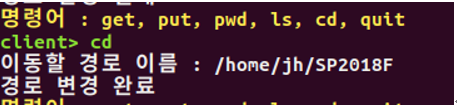 명령어 : get, put, pwd, ls, cd, quit
client> cd
이동할 경로 이름 : /home/jh/SP2018F
경로 변경 완료